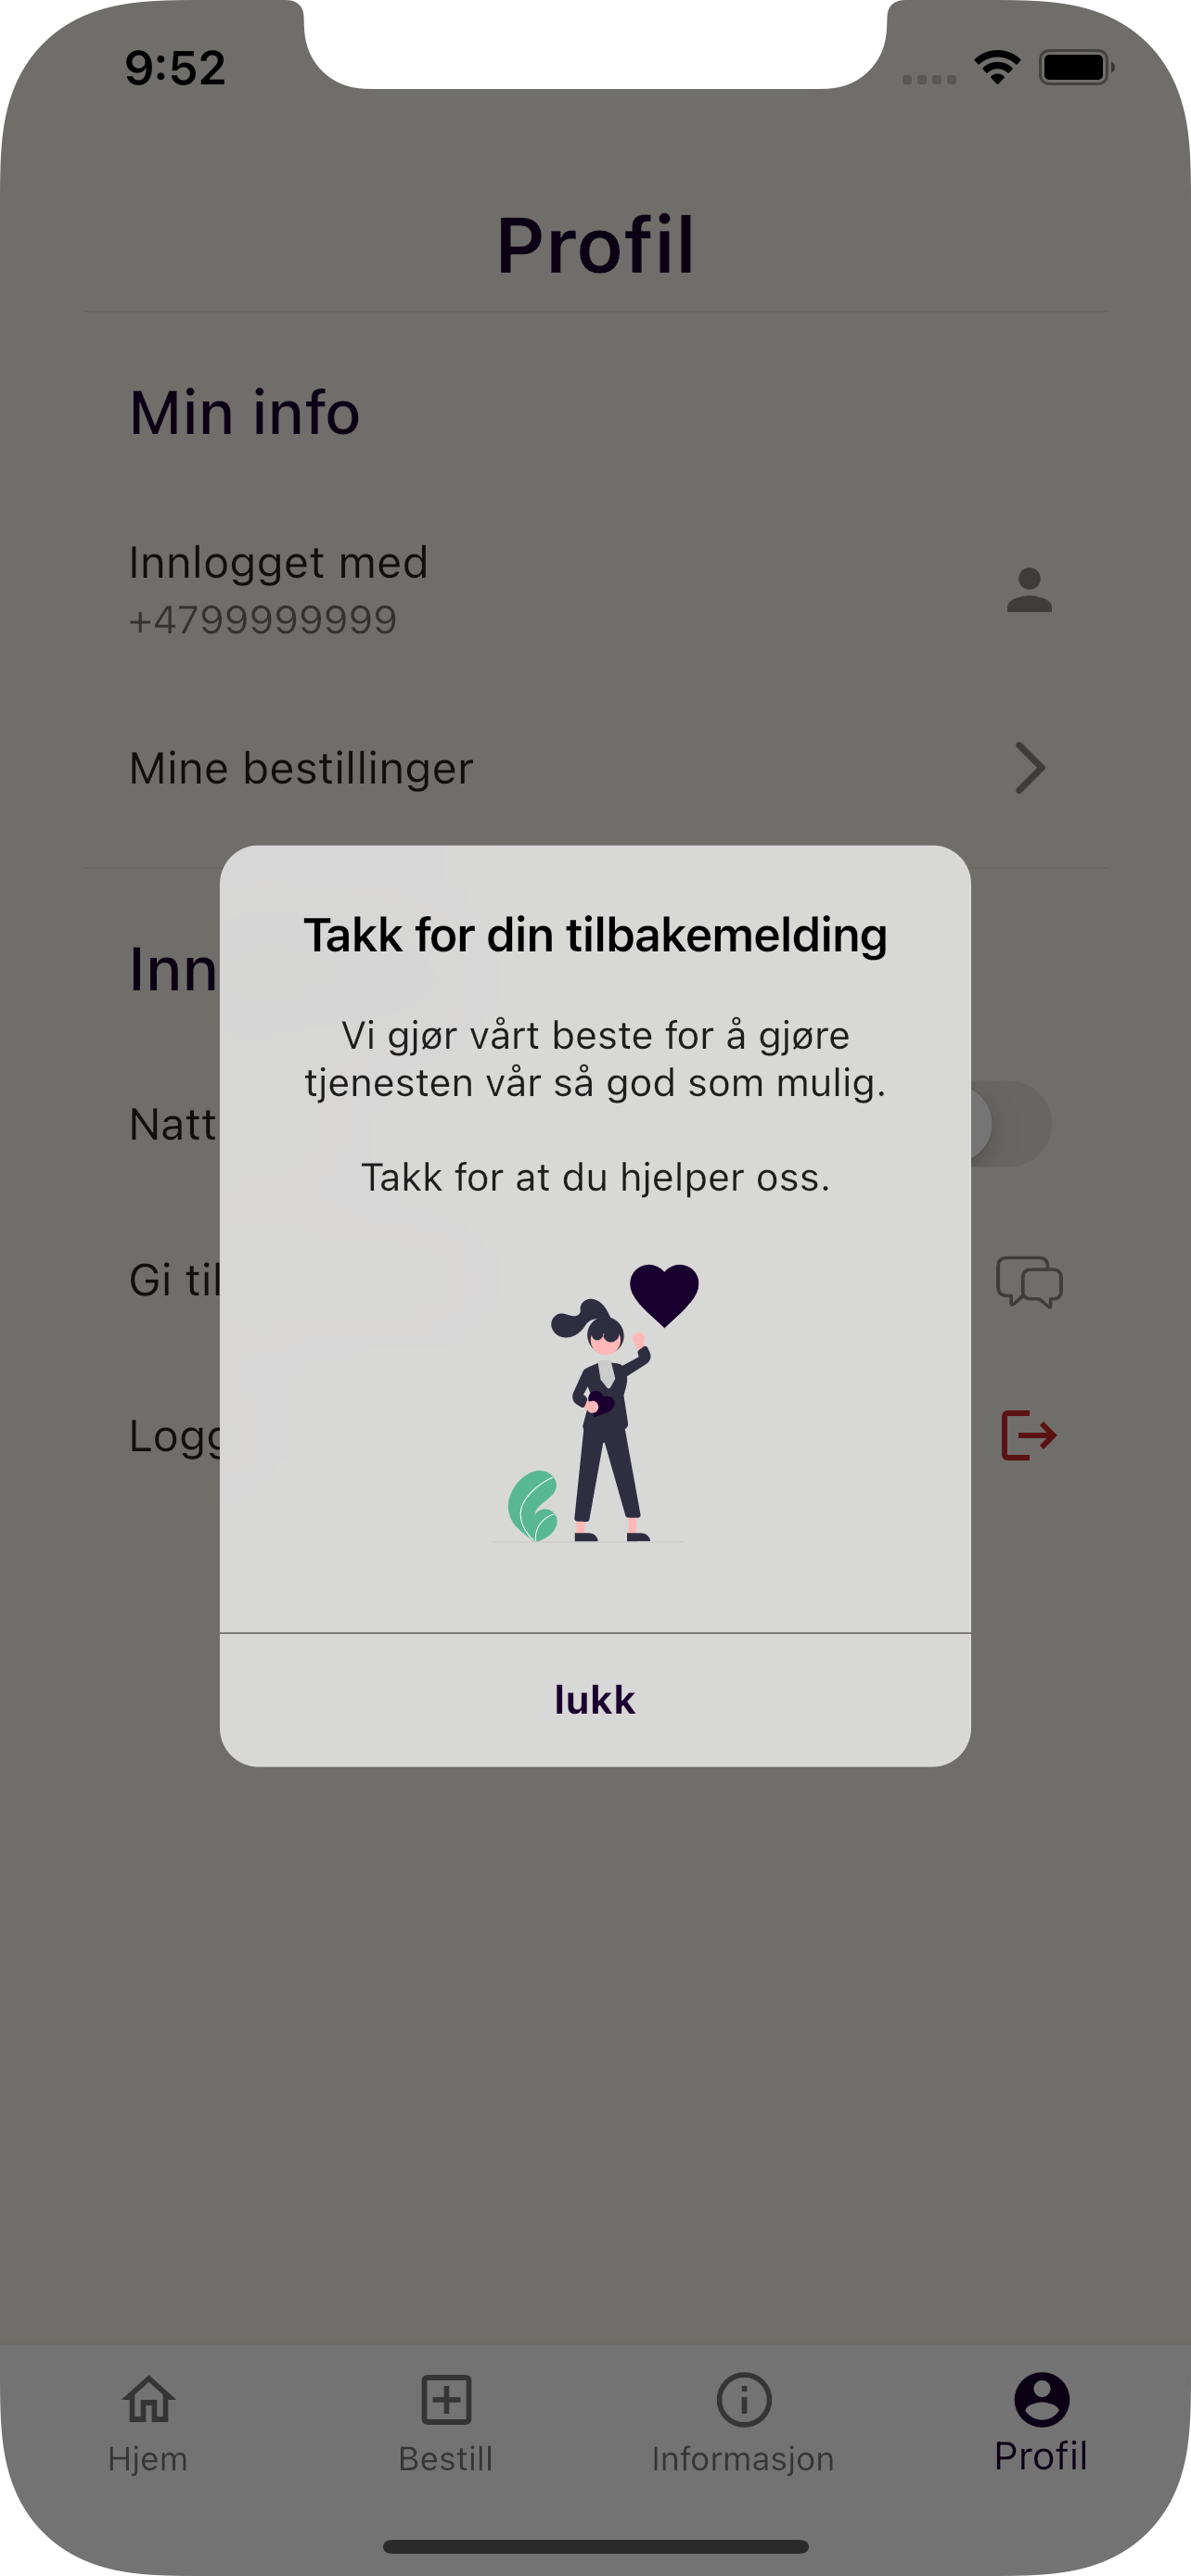 9:52
Profil
Min info
Innlogget med
+4799999999
Mine bestillinger
Takk for din tilbakemelding
Vi gjør vårt beste for å gjøre
tjenesten vår så god som mulig.
Takk for at du hjelper oss.
lukk
Inn
Natt
Gi
Hjem
Bestill
Informasjon
Profil